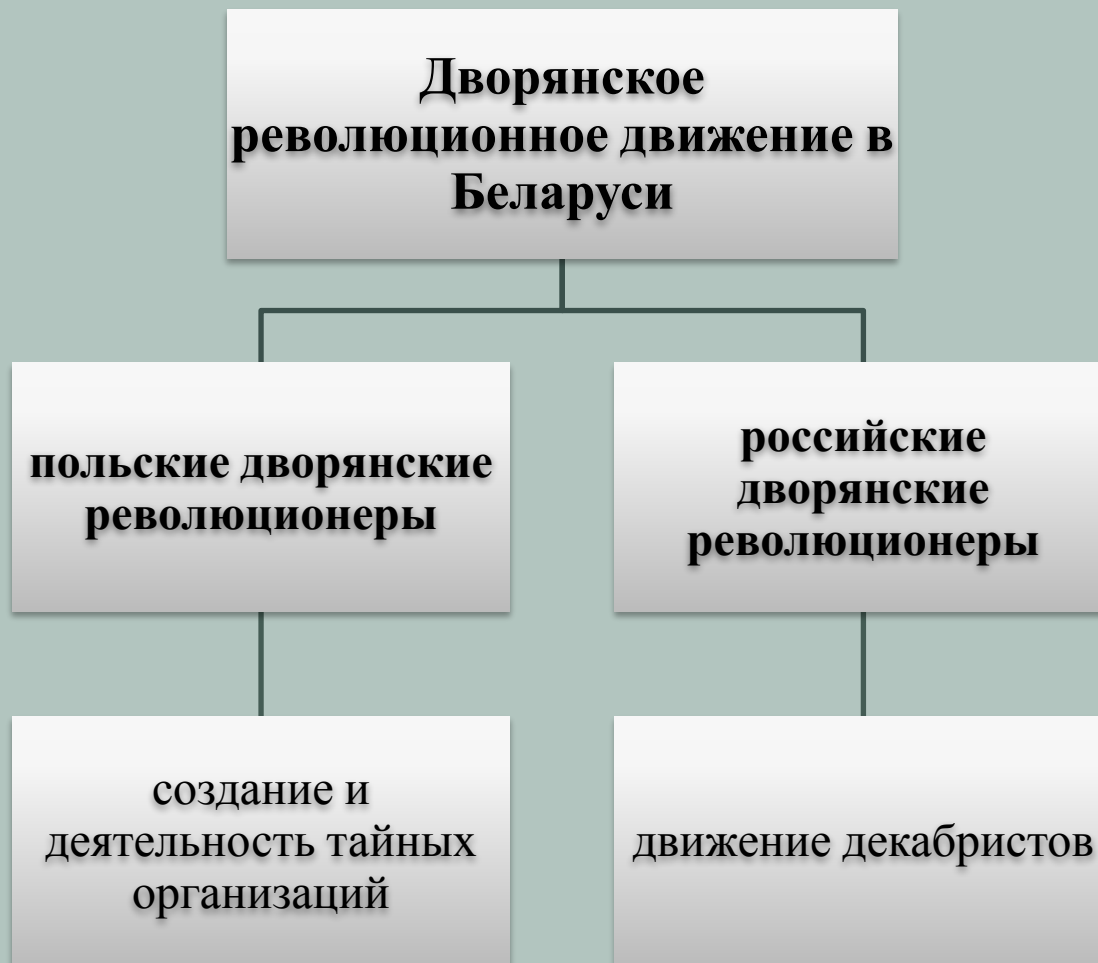 Дворянское
революционное движение в
Беларуси
польские дворянские
революционеры
российские
дворянские
революционеры
создание и
деятельность тайных
организаций
движение декабристов